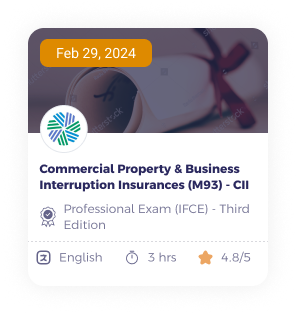 Feb 29, 2024
Commercial Property & Business
Interruption Insurances (M93) - CII
Professional Exam (IFCE) - Third
Edition
English
3 hrs
4.8/5